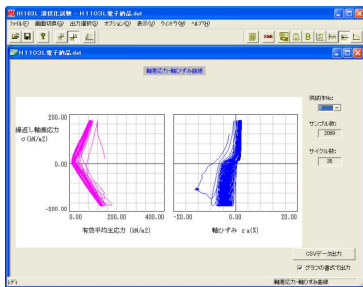 H1103L 液状化試験 - H1103L電子納品.dat
ファイル(F) 画面切換(G) 出力選択(S) オプション(O) 表示(V) ウィンドウ(W) ヘルプ(H)
XML
H1103L電子納品.dat
軸差応力-軸ひずみ曲線
供試体No:
サンプル数:
2069
サイクル数:
35
繰返し軸差応力
σ(kN/m2)
200.00
0.00
-200.00
0.00 200.00 400.00
-20.00 0.00 20.00
有効平均主応力 (kN/m2)
軸ひずみ εa(%)
CSVデータ出力
グラフの書式で出力
レディ
軸差応力-軸ひずみ曲線